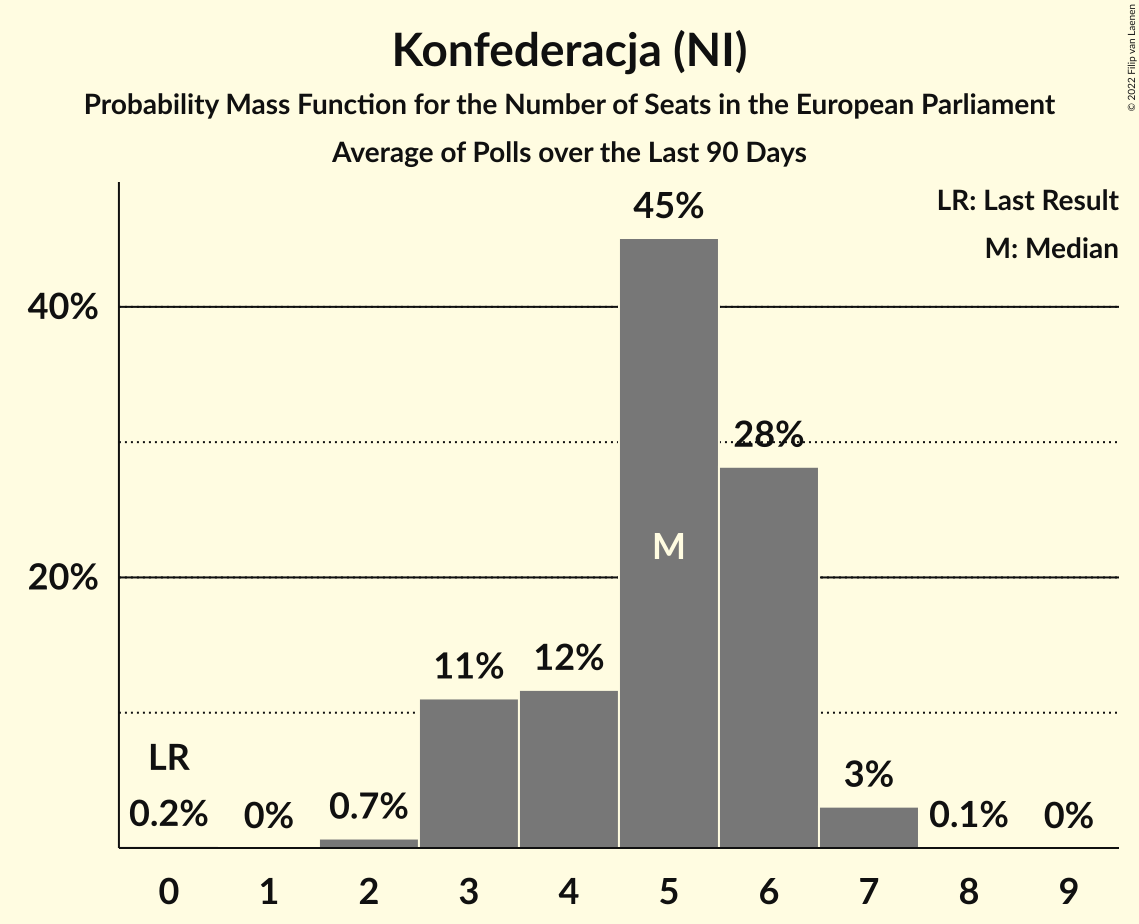 Konfederacja (NI)
Probability Mass Function for the Number of Seats in the European Parliament
Average of Polls over the Last 90 Days
© 2022 Filip van Laenen
LR: Last Result
M: Median
45%
40%
28%
M
20%
11%
12%
LR
0.2%
0%
0.7%
3%
0.1%
0%
0 1 2 3 4 5 6 7 8 9